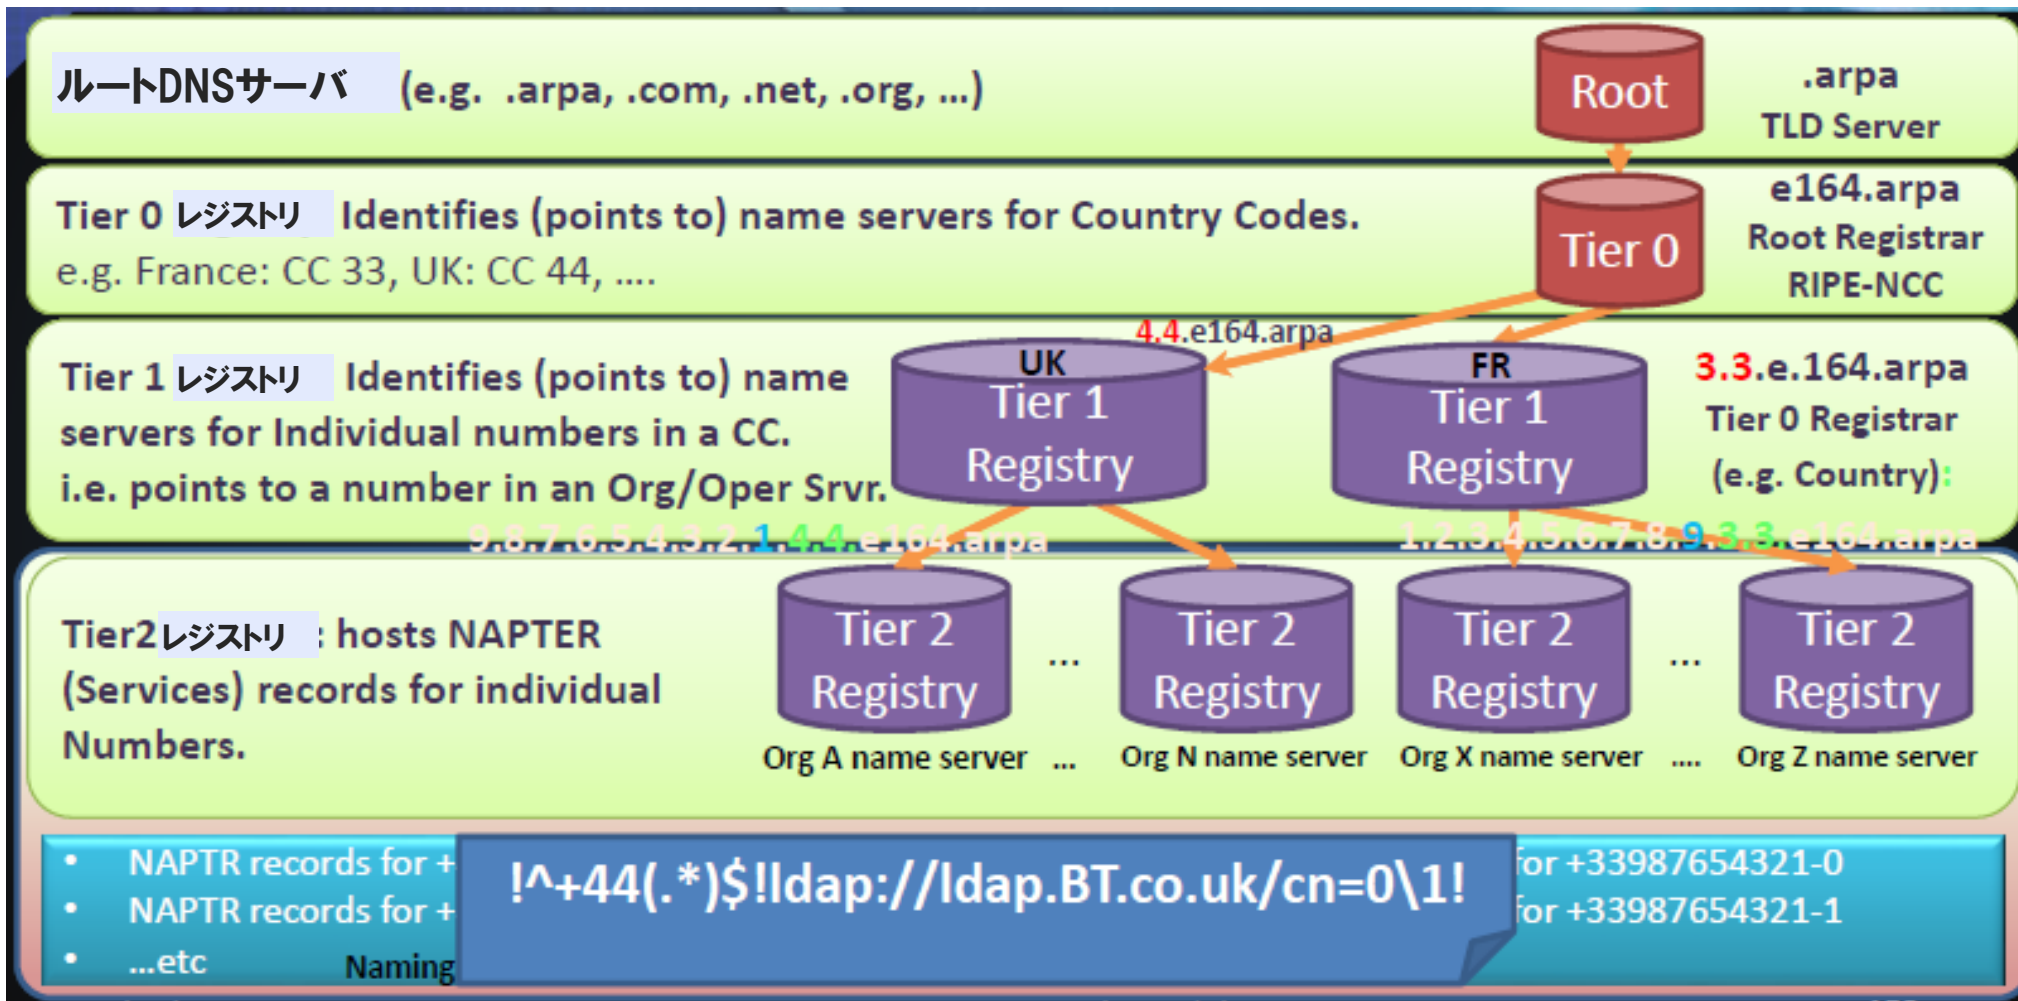 ルートDNSサーバ (e.g. .arpa, .com, .net, .org, ...)
Root
.arpa
TLD Server
Tier 0 レジストリ Identifies (points to) name servers for Country Codes.
e.g. France: CC 33, UK: CC 44, ....
Tier 0
e164.arpa
Root Registrar
RIPE-NCC
4.4.e164.arpa
Tier 1 レジストリ Identifies (points to) name
servers for Individual numbers in a CC.
i.e. points to a number in an Org/Oper Srvr.
UK
Tier 1
Registry
FR
Tier 1
Registry
3.3.e.164.arpa
Tier 0 Registrar
(e.g. Country):
9.8.7.6.5.4.3.2.1.4.4.e164.arpa
1.2.3.4.5.6.7.8.9.3.3.e164.arpa
Tier2レジストリ : hosts NAPTER
(Services) records for individual
Numbers.
Tier 2
Registry
...
Tier 2
Registry
Tier 2
Registry
...
Tier 2
Registry
Org A name server ... Org N name server Org X name server .... Org Z name server
• NAPTR records for +
• NAPTR records for +
• ...etc
Naming
!^+44(.*)$!ldap://ldap.BT.co.uk/cn=0\1!
for +33987654321-0
for +33987654321-1